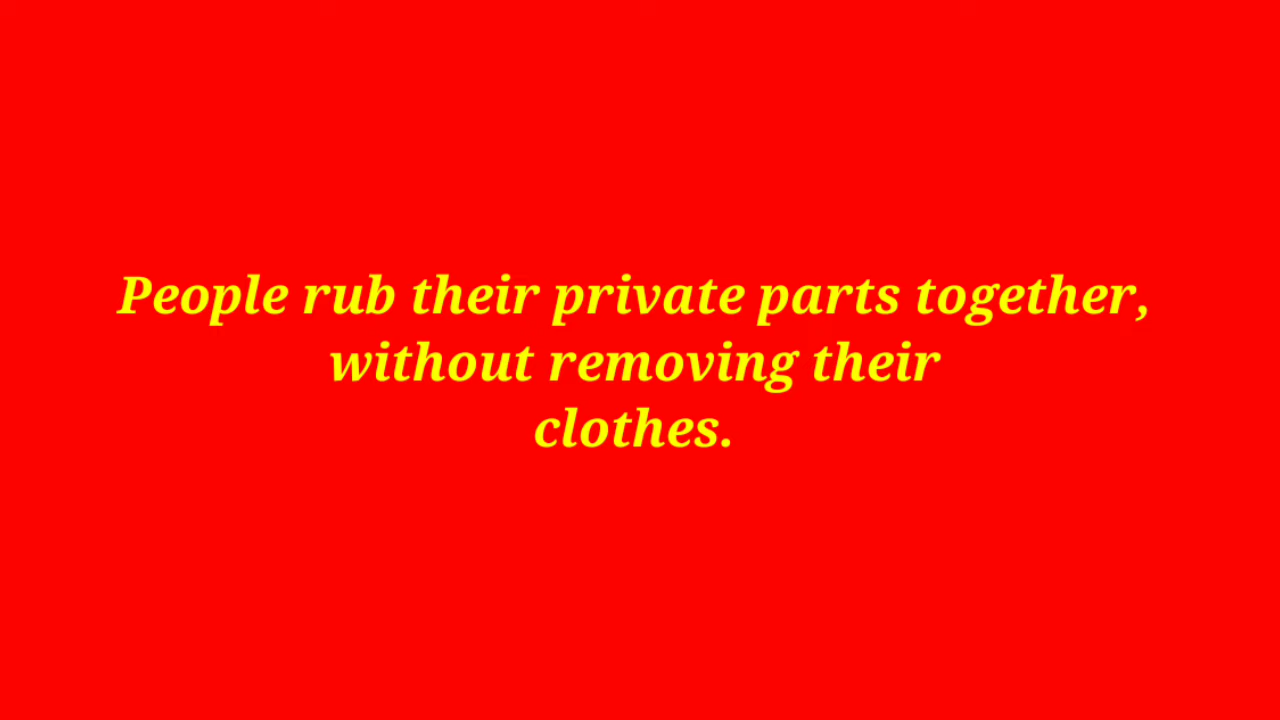 People rub their private parts together,
without removing their
clothes.